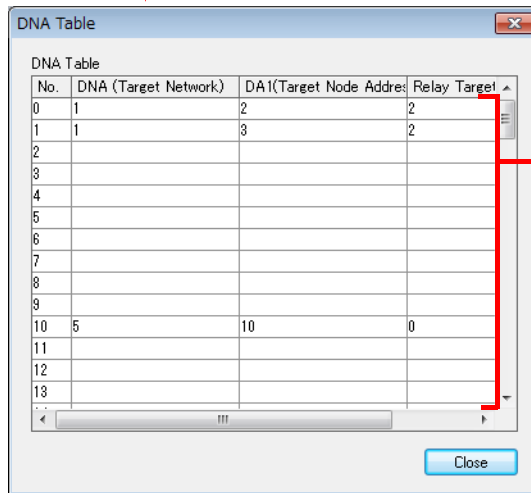 DNA Table
DNA Table
No. DNA (Target Network) DA1(Target Node Addres Relay Target
0 1 2 2
1 1 3 2
2
3
4
5
6
7
8
9
10 5 10 0
11
12
13
Close